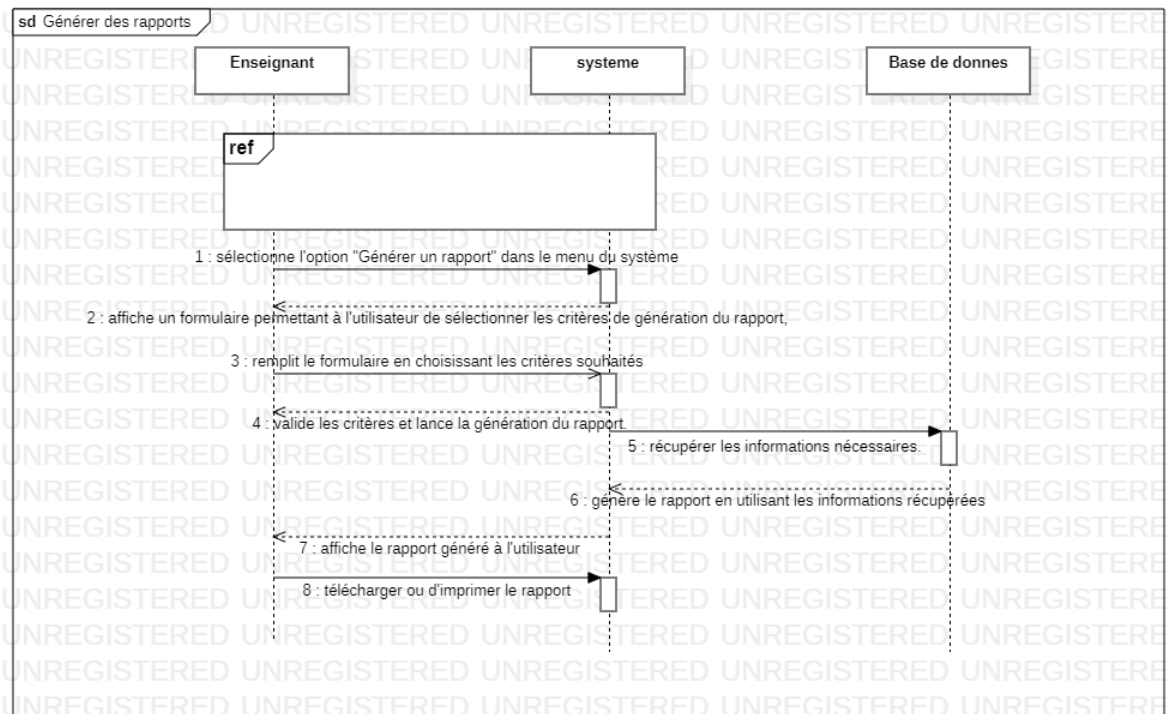 sd Générer des rapports
Enseignant
systeme
Base de donnes
ref
1 : sélectionne l'option "Générer un rapport" dans le menu du système
2 : affiche un formulaire permettant à l'utilisateur de sélectionner les critères de génération du rapport,
3 : remplit le formulaire en choisissant les critères souhaités
4 : valide les critères et lance la génération du rapport.
5 : récupérer les informations nécessaires.
6 : génère le rapport en utilisant les informations récupérées
7 : affiche le rapport généré à l'utilisateur
8 : télécharger ou d'imprimer le rapport
UNREGISTERED